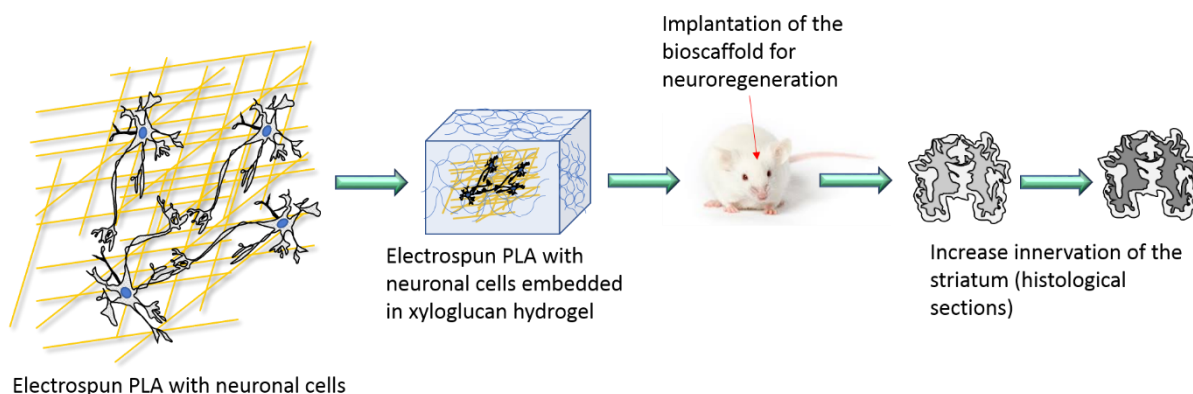 Implantation of the
bioscaffold for
neuroregeneration
Electrospun PLA with
neuronal cells embedded
in xyloglucan hydrogel
Increase innervation of the
striatum (histological
sections)
Electrospun PLA with neuronal cells